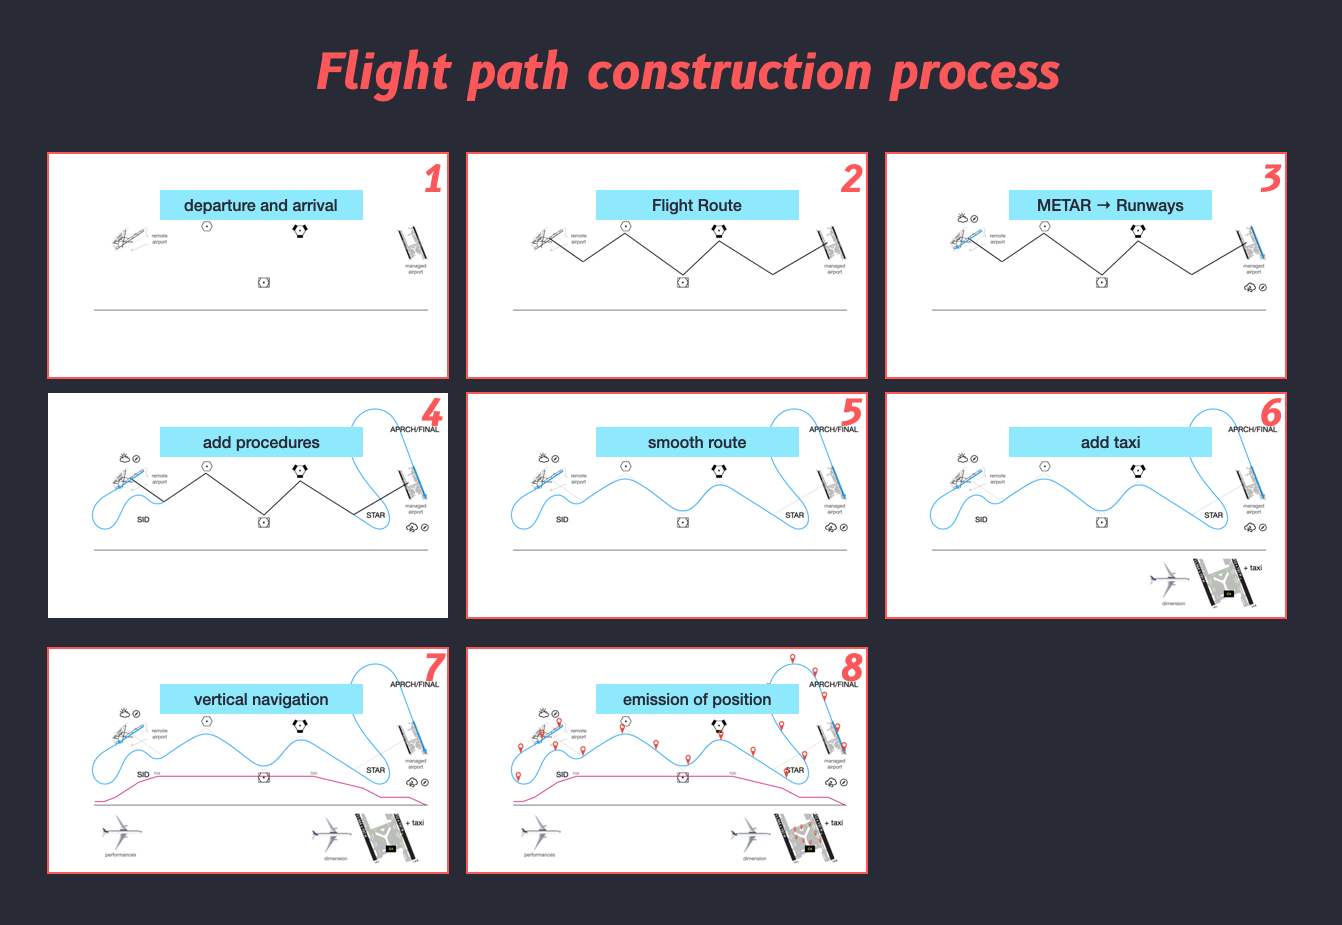 Flight path construction process
1
departure and arrival
remote
airport
managed
airport
2
Flight Route
remote
airport
managed
airport
3
METAR → Runways
remote
airport
managed
airport
4
add procedures
APRCH/FINAL
remote
airport
managed
airport
SID
STAR
5
smooth route
APRCH/FINAL
remote
airport
managed
airport
SID
STAR
6
add taxi
APRCH/FINAL
remote
airport
managed
airport
SID
STAR
+ taxi
dimension
7
vertical navigation
APRCH/FINAL
remote
airport
managed
airport
SID
STAR
+ taxi
performances
dimension
8
emission of position
APRCH/FINAL
remote
airport
managed
airport
SID
STAR
+ taxi
performances
dimension